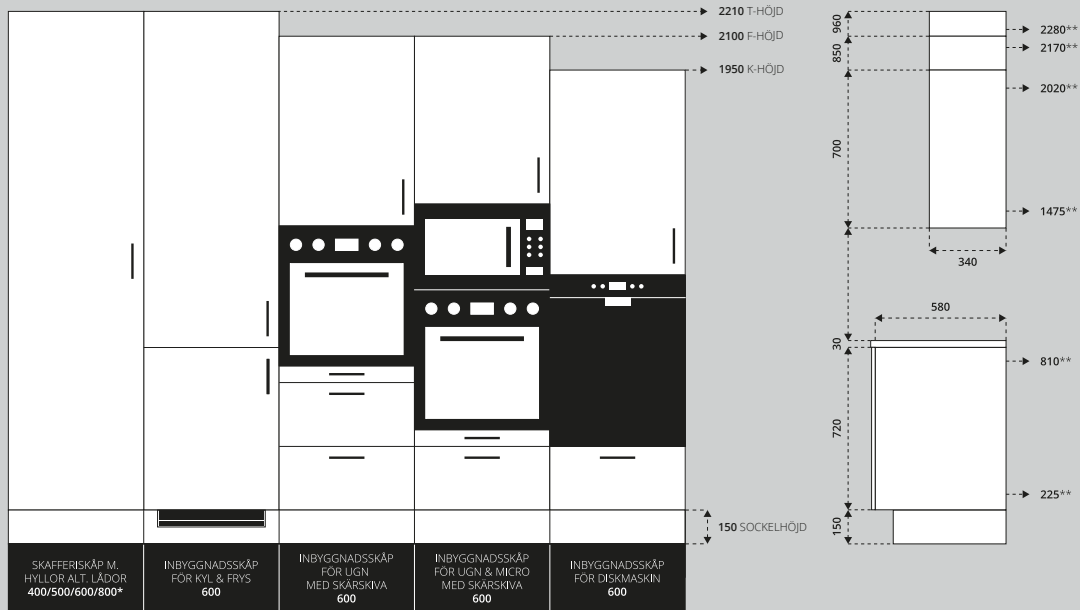 2210 T-HÖJD
2100 F-HÖJD
1950 K-HÖJD
150 SOCKELHÖJD
960
850
700
30
720
150
2280**
2170**
2020**
1475**
340
580
810**
225**
SKAFFERISKÅP M.
HYLLOR ALT. LÅDOR
400/500/600/800*
INBYGGNADSSKÅP
FÖR KYL & FRYS
600
INBYGGNADSSKÅP
FÖR UGN
MED SKÄRSKIVA
600
INBYGGNADSSKÅP
FÖR UGN & MICRO
MED SKÄRSKIVA
600
INBYGGNADSSKÅP
FÖR DISKMASKIN
600